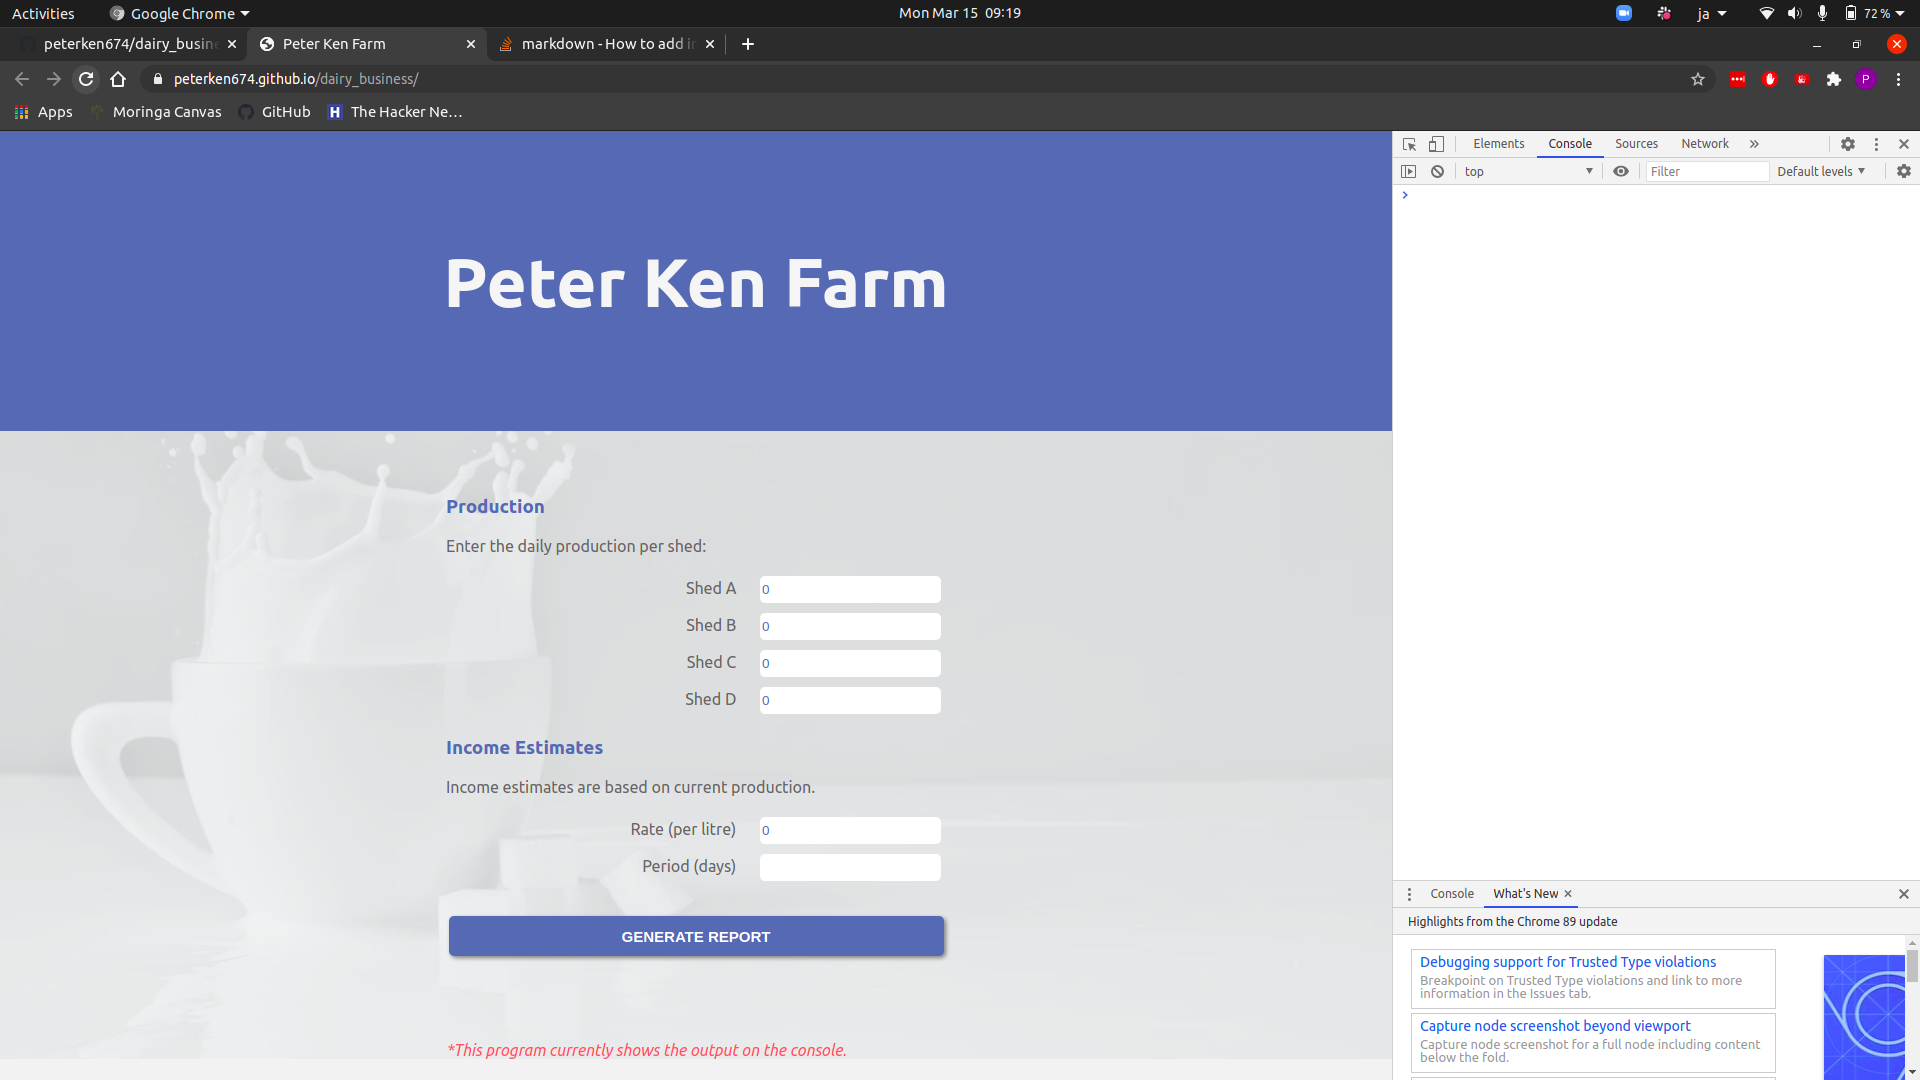 Activities
Google Chrome
Mon Mar 15 09:19
ja
72 %
peterken674/dairy_busin
Peter Ken Farm
markdown - How to add i
peterken674.github.io/dairy_business/
P
Apps
Moringa Canvas
GitHub
H
The Hacker Ne…
Elements
Console
Sources
Network
top
Filter
Default levels
Peter Ken Farm
Production
Enter the daily production per shed:
Shed A
0
Shed B
0
Shed C
0
Shed D
0
Income Estimates
Income estimates are based on current production.
Rate (per litre)
0
Period (days)
GENERATE REPORT
*This program currently shows the output on the console.
Console
What's New
Highlights from the Chrome 89 update
Debugging support for Trusted Type violations
Breakpoint on Trusted Type violations and link to more
information in the Issues tab.
Capture node screenshot beyond viewport
Capture node screenshot for a full node including content
below the fold.